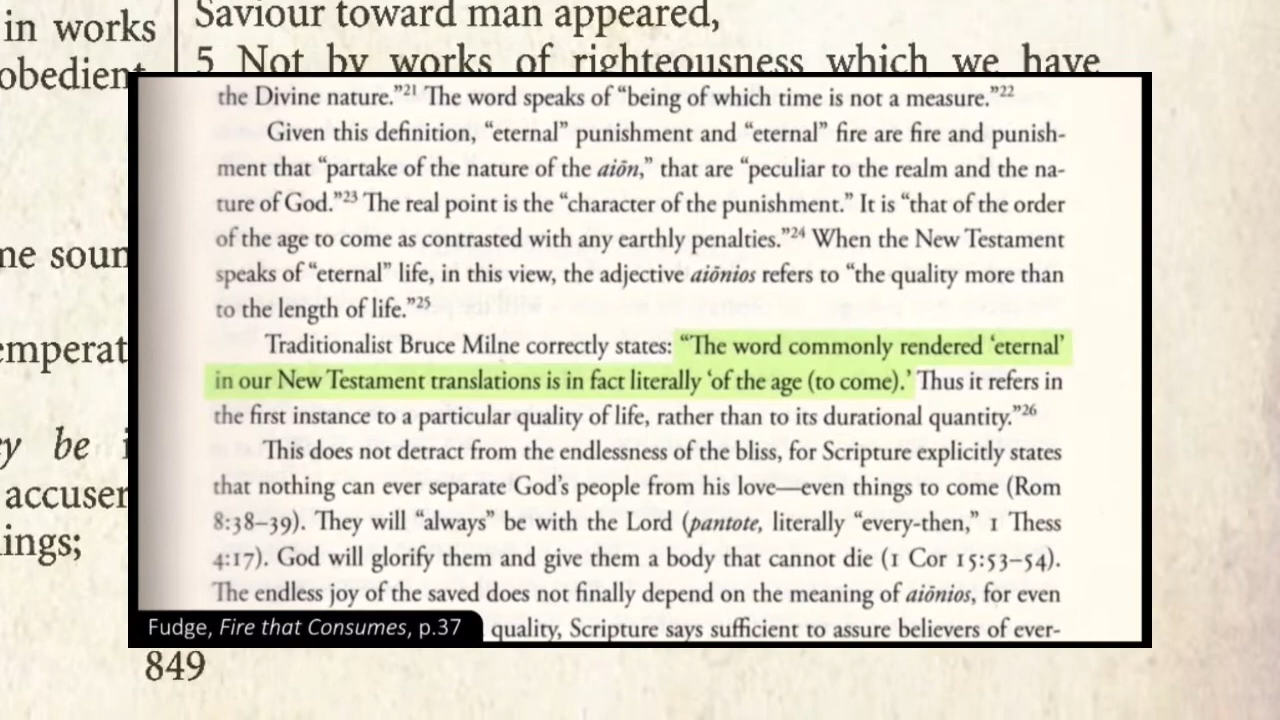 in works
obedient
ne soun
emperat
y be i
accuser
ings;
Saviour toward man appeared,
5 Not by works of righteousness which we have
the Divine nature.”21 The word speaks of “being of which time is not a measure.”22
Given this definition, “eternal” punishment and “eternal” fire are fire and punish-
ment that “partake of the nature of the aiōn,” that are “peculiar to the realm and the na-
ture of God.”23 The real point is the “character of the punishment.” It is “that of the order
of the age to come as contrasted with any earthly penalties.”24 When the New Testament
speaks of “eternal” life, in this view, the adjective aiōnios refers to “the quality more than
to the length of life.”25
Traditionalist Bruce Milne correctly states: “The word commonly rendered ‘eternal’
in our New Testament translations is in fact literally ‘of the age (to come).’ Thus it refers in
the first instance to a particular quality of life, rather than to its durational quantity.”26
This does not detract from the endlessness of the bliss, for Scripture explicitly states
that nothing can ever separate God’s people from his love—even things to come (Rom
8:38–39). They will “always” be with the Lord (pantote, literally “every-then,” 1 Thess
4:17). God will glorify them and give them a body that cannot die (1 Cor 15:53–54).
The endless joy of the saved does not finally depend on the meaning of aiōnios, for even
quality, Scripture says sufficient to assure believers of ever-
Fudge, Fire that Consumes, p.37
849